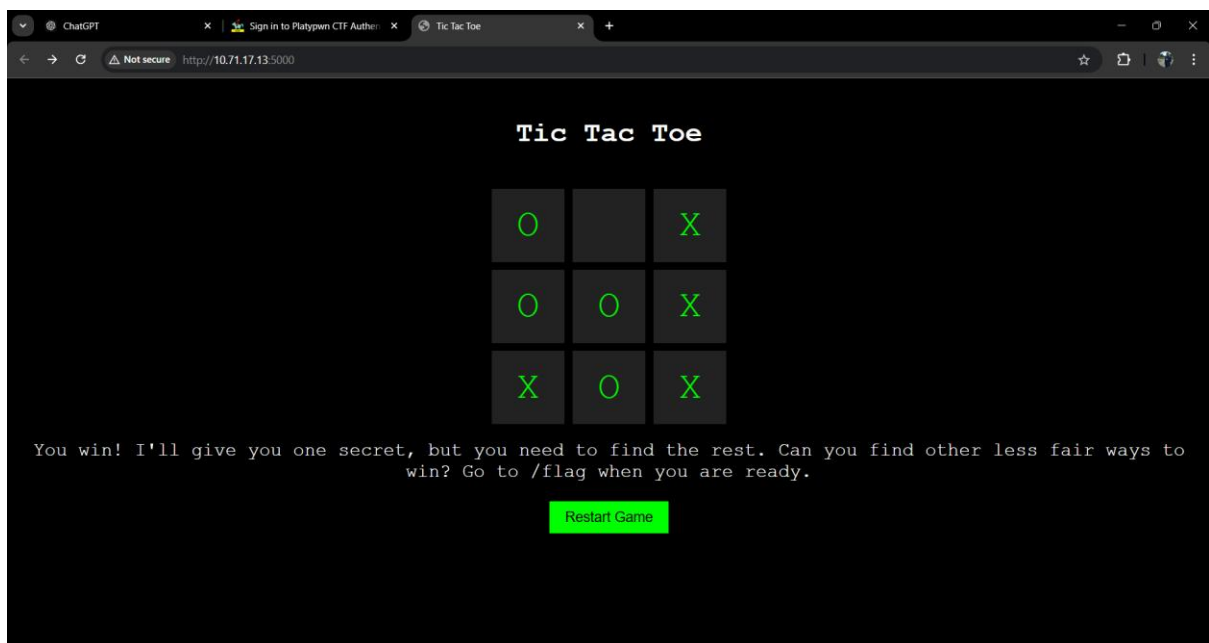 ChatGPT
Sign in to Platypwn CTF Authen
Tic Tac Toe
Not secure http://10.71.17.13:5000
Tic Tac Toe
O X
O O X
X O X
You win! I'll give you one secret, but you need to find the rest. Can you find other less fair ways to
win? Go to /flag when you are ready.
Restart Game